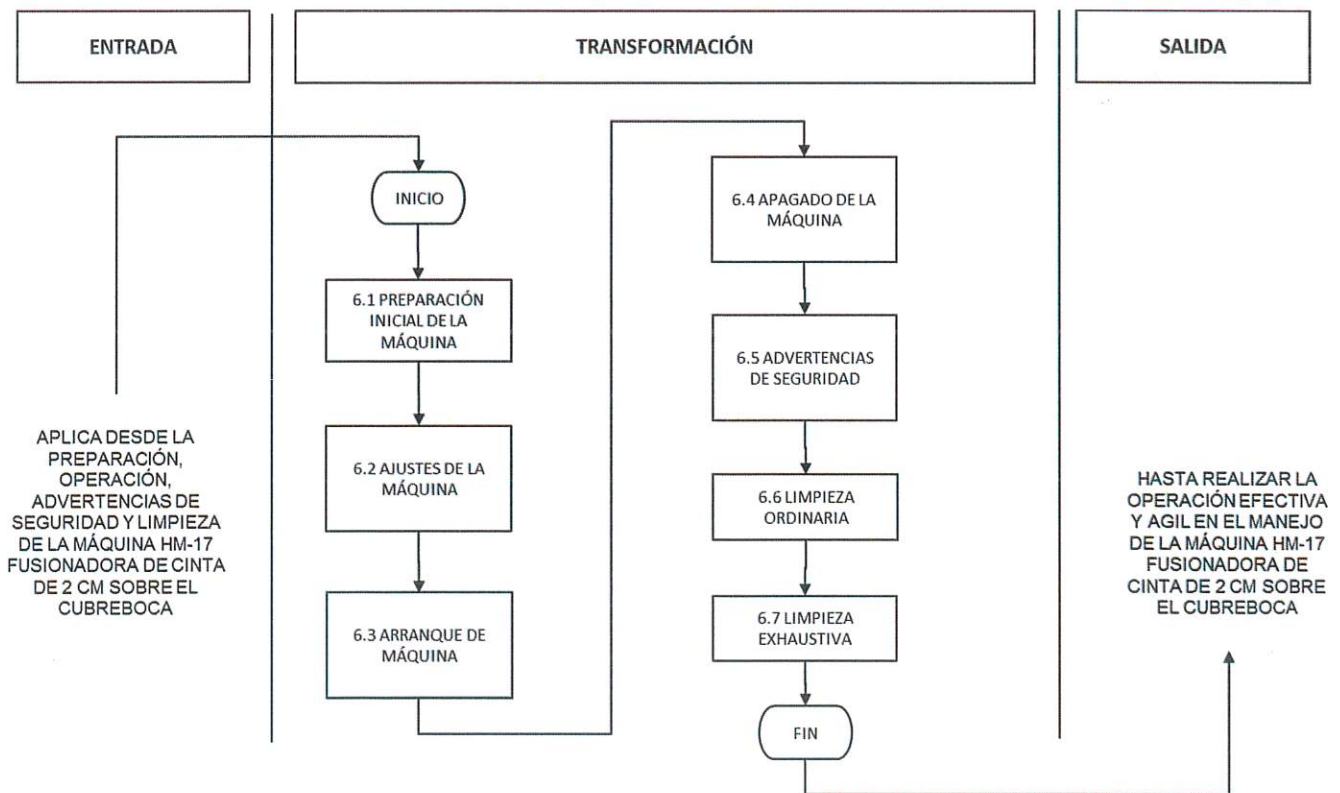 ENTRADA
TRANSFORMACIÓN
SALIDA
INICIO
6.1 PREPARACIÓN
INICIAL DE LA
MÁQUINA
6.2 AJUSTES DE LA
MÁQUINA
6.3 ARRANQUE DE
MÁQUINA
6.4 APAGADO DE LA
MÁQUINA
6.5 ADVERTENCIAS
DE SEGURIDAD
6.6 LIMPIEZA
ORDINARIA
6.7 LIMPIEZA
EXHAUSTIVA
FIN
APLICA DESDE LA
PREPARACIÓN,
OPERACIÓN,
ADVERTENCIAS DE
SEGURIDAD Y LIMPIEZA
DE LA MÁQUINA HM-17
FUSIONADORA DE CINTA
DE 2 CM SOBRE EL
CUBREBOCA
HASTA REALIZAR LA
OPERACIÓN EFECTIVA
Y AGIL EN EL MANEJO
DE LA MÁQUINA HM-17
FUSIONADORA DE
CINTA DE 2 CM SOBRE
EL CUBREBOCA